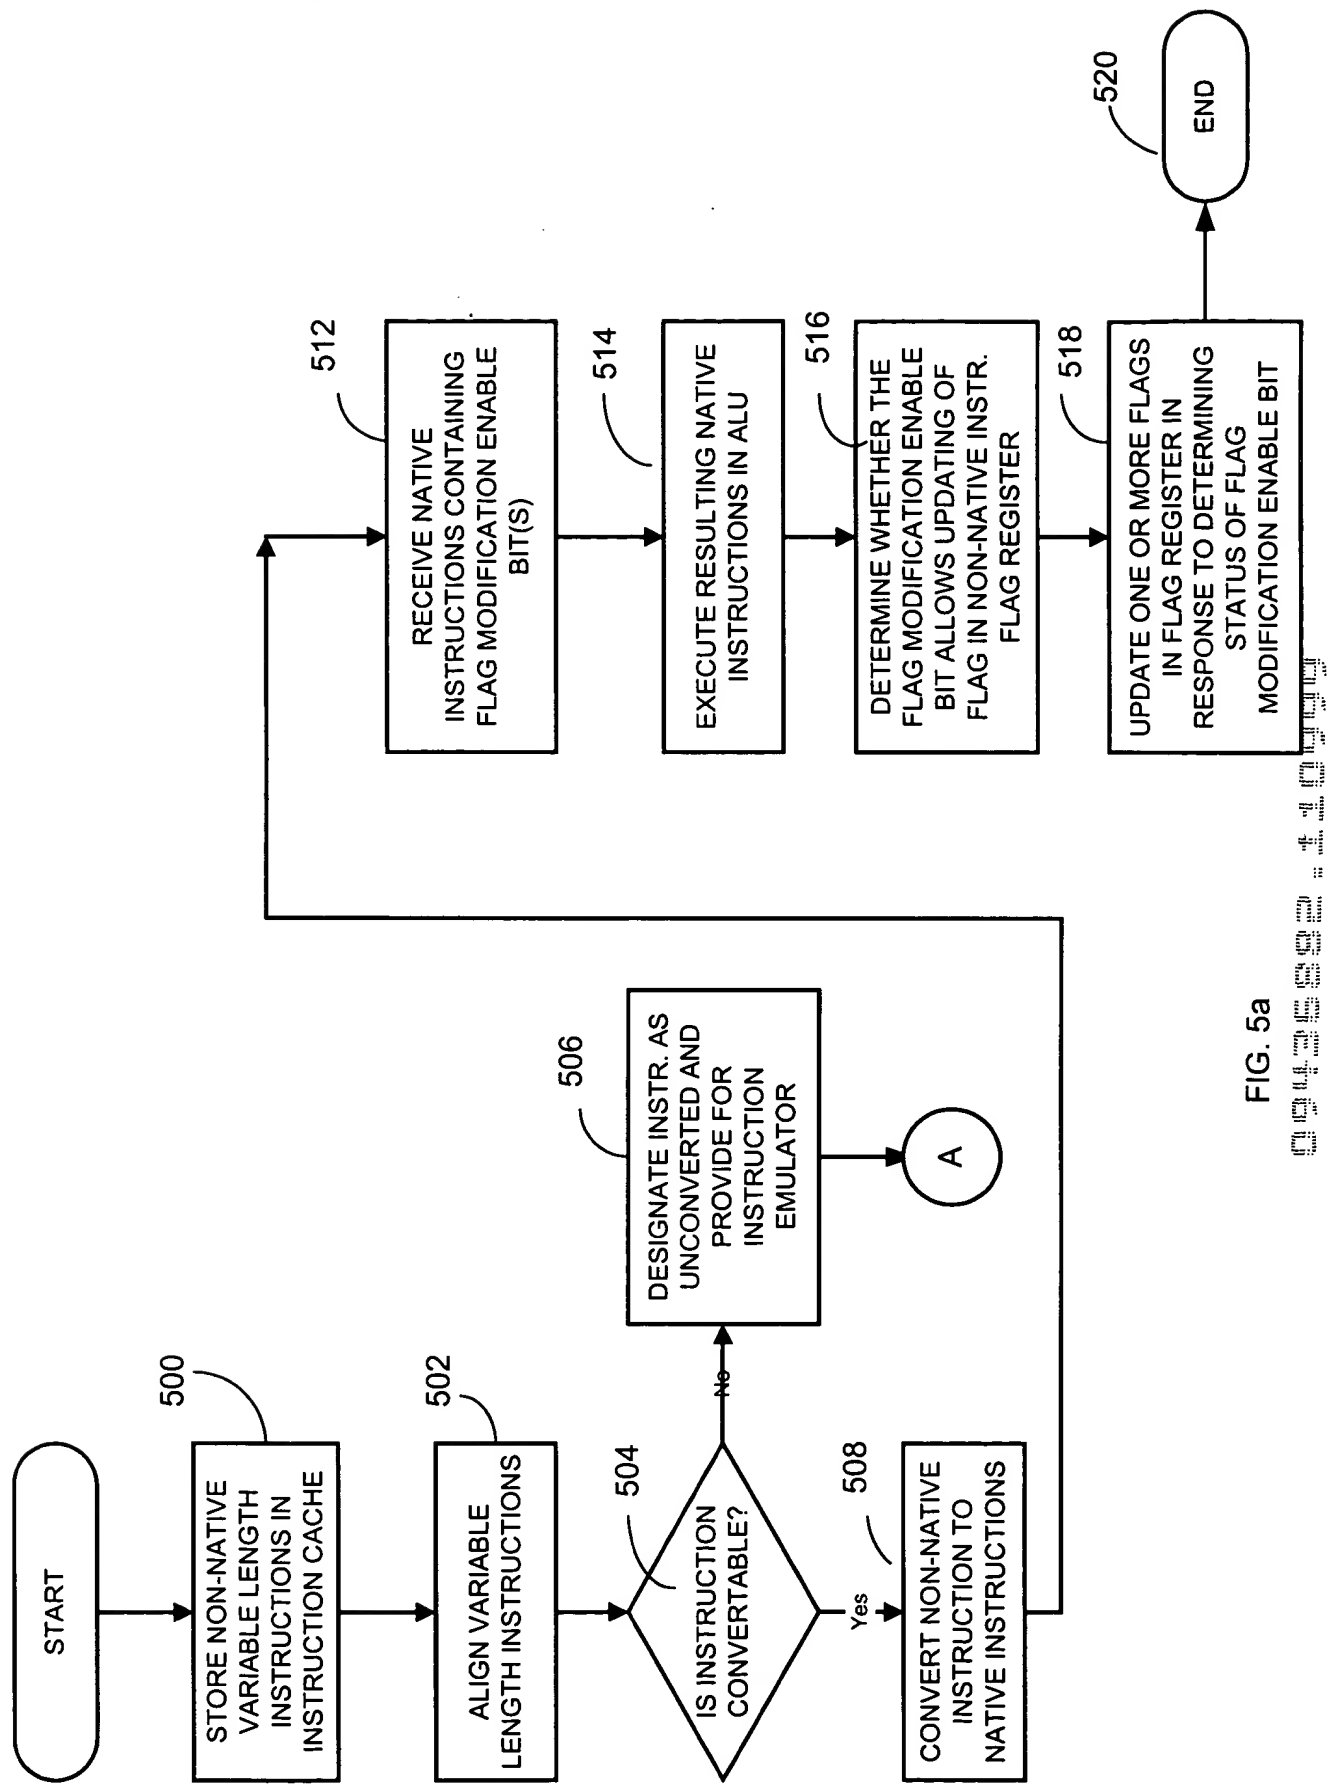 START
500
STORE NON-NATIVE
VARIABLE LENGTH
INSTRUCTIONS IN
INSTRUCTION CACHE
502
ALIGN VARIABLE
LENGTH INSTRUCTIONS
504
IS INSTRUCTION
CONVERTABLE?
No
506
DESIGNATE INSTR. AS
UNCONVERTED AND
PROVIDE FOR
INSTRUCTION
EMULATOR
A
Yes
508
CONVERT NON-NATIVE
INSTRUCTION TO
NATIVE INSTRUCTIONS
512
RECEIVE NATIVE
INSTRUCTIONS CONTAINING
FLAG MODIFICATION ENABLE
BIT(S)
514
EXECUTE RESULTING NATIVE
INSTRUCTIONS IN ALU
516
DETERMINE WHETHER THE
FLAG MODIFICATION ENABLE
BIT ALLOWS UPDATING OF
FLAG IN NON-NATIVE INSTR.
FLAG REGISTER
518
UPDATE ONE OR MORE FLAGS
IN FLAG REGISTER IN
RESPONSE TO DETERMINING
STATUS OF FLAG
MODIFICATION ENABLE BIT
520
END
FIG. 5a